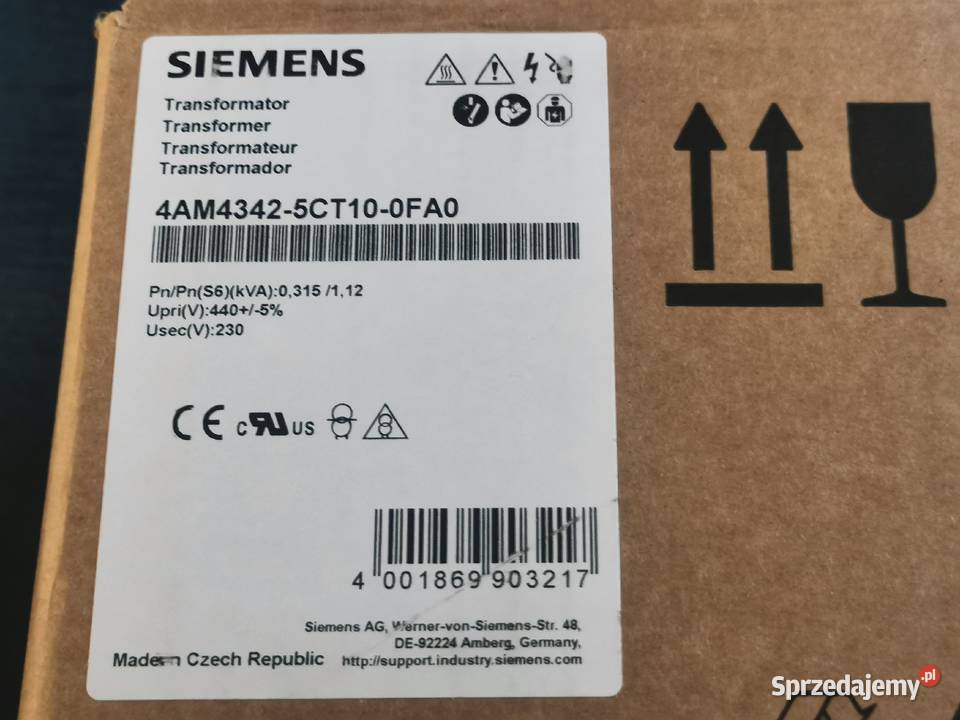 SIEMENS
Transformator
Transformer
Transformateur
Transformador
4AM4342-5CT10-0FA0
Pn/Pn(S6)(kVA):0,315 /1,12
Upri(V):440+/-5%
Usec(V):230
CE c RU US
4 001869 903217
Siemens AG, Werner-von-Siemens-Str. 48,
DE-92224 Amberg, Germany,
Made in Czech Republic http://support.industry.siemens.com
Sprzedajemy.pl